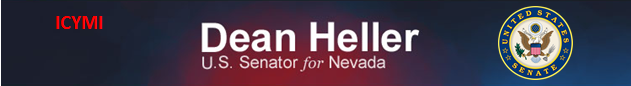 ICYMI
Dean Heller
U.S. Senator for Nevada
UNITED STATES
SENATE